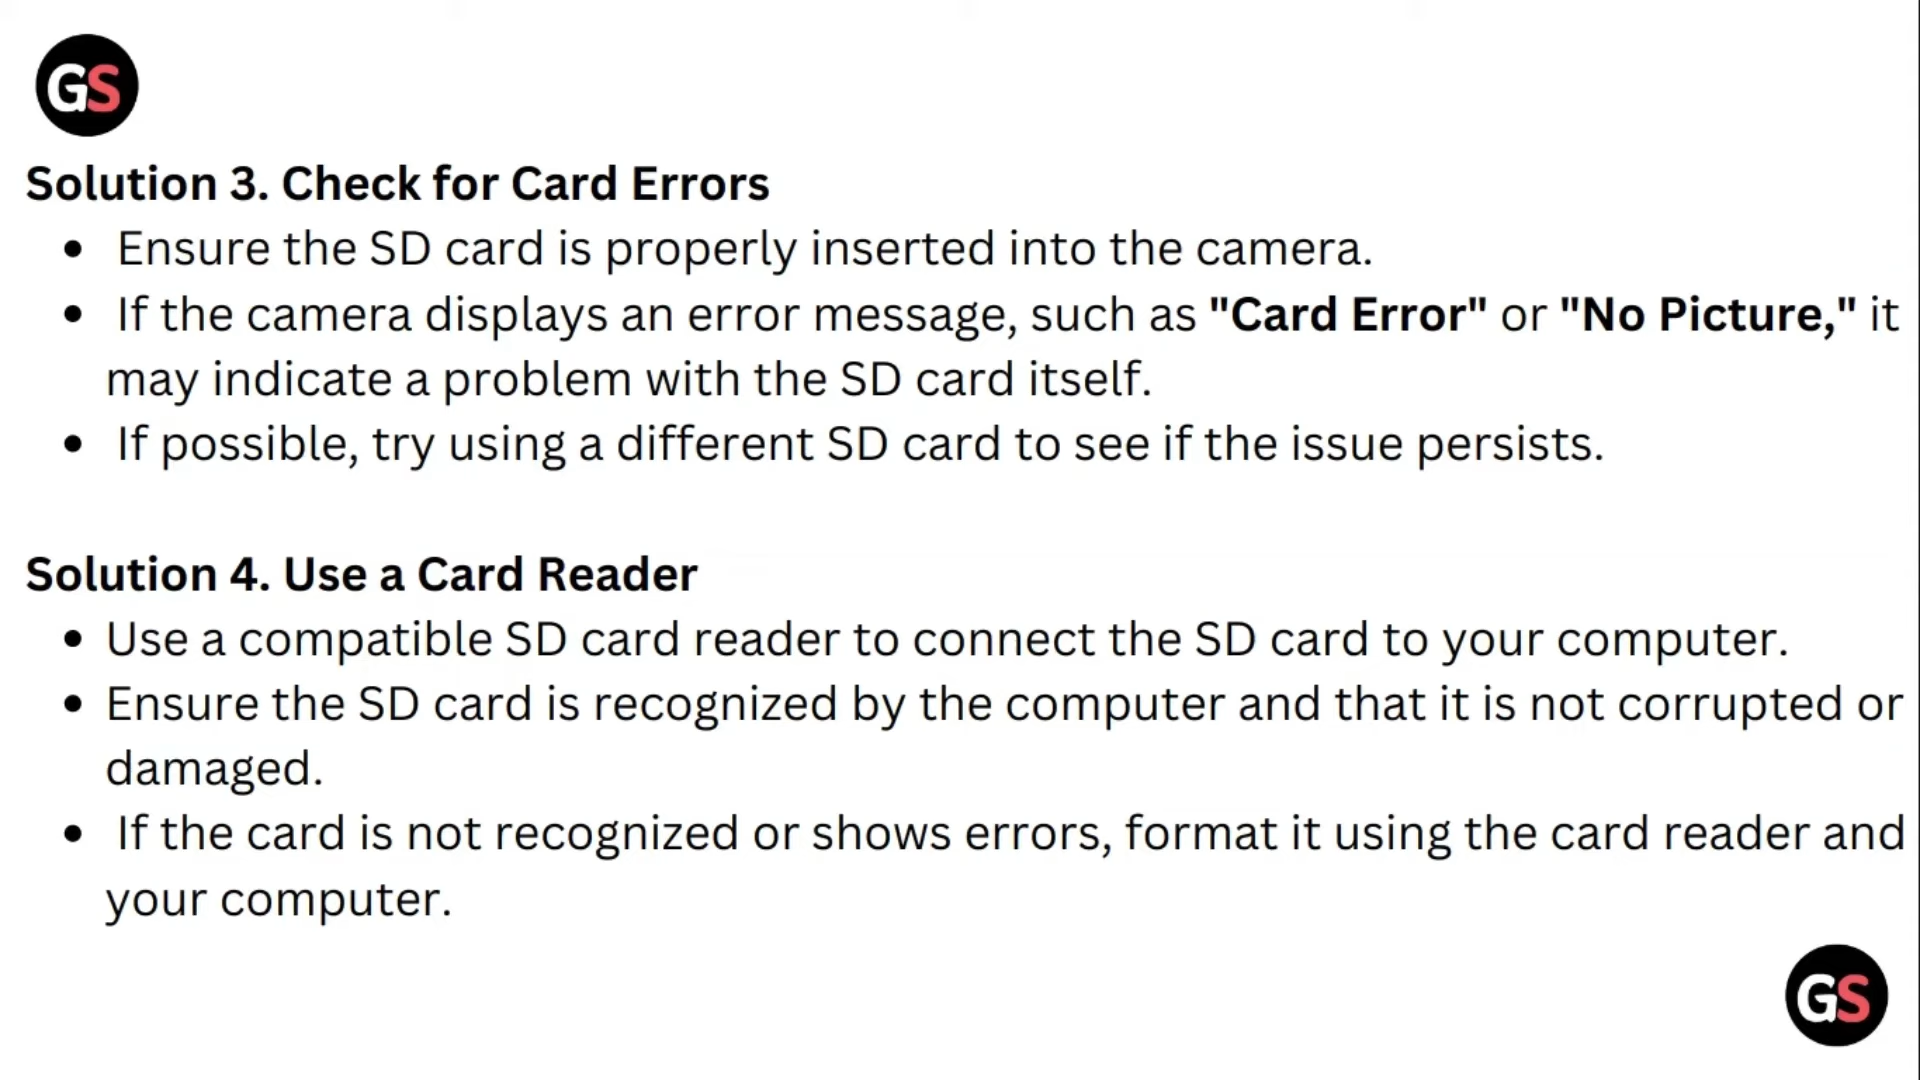 GS
Solution 3. Check for Card Errors
• Ensure the SD card is properly inserted into the camera.
• If the camera displays an error message, such as "Card Error" or "No Picture," it
may indicate a problem with the SD card itself.
• If possible, try using a different SD card to see if the issue persists.
Solution 4. Use a Card Reader
• Use a compatible SD card reader to connect the SD card to your computer.
• Ensure the SD card is recognized by the computer and that it is not corrupted or
damaged.
• If the card is not recognized or shows errors, format it using the card reader and
your computer.
GS